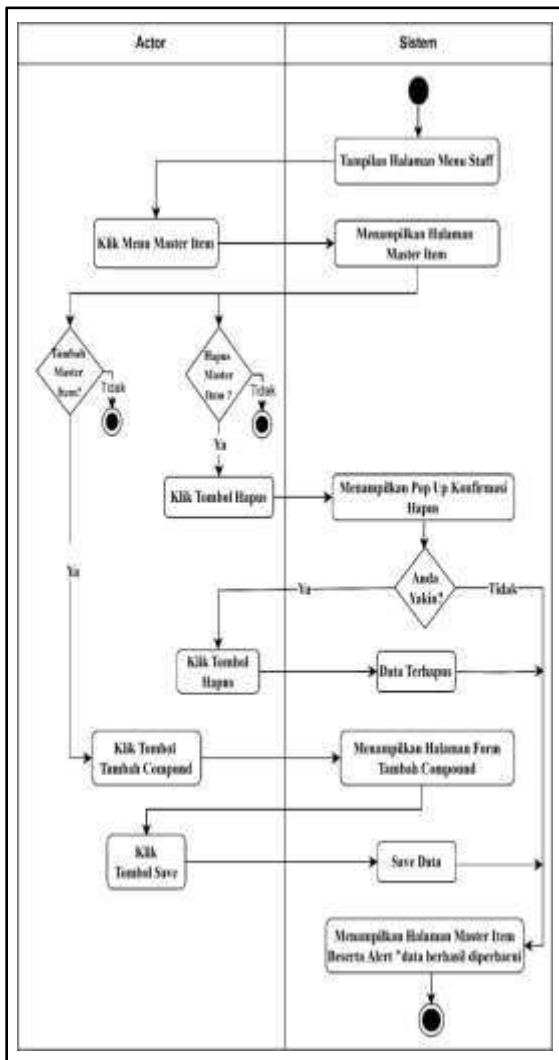 Actor
Sistem
Tampilan Halaman Menu Staff
Klik Menu Master Item
Menampilkan Halaman
Master Item
Tambah
Master
Item?
Tidak
Hapus
Master
Item ?
Tidak
Ya
Klik Tombol Hapus
Menampilkan Pop Up Konfirmasi
Hapus
Ya
Anda
Yakin?
Ya
Tidak
Klik Tombol
Hapus
Data Terhapus
Klik Tombol
Tambah Compond
Menampilkan Halaman Form
Tambah Compound
Klik
Tombol Save
Save Data
Menampilkan Halaman Master Item
Beserta Alert "data berhasil diperbarui